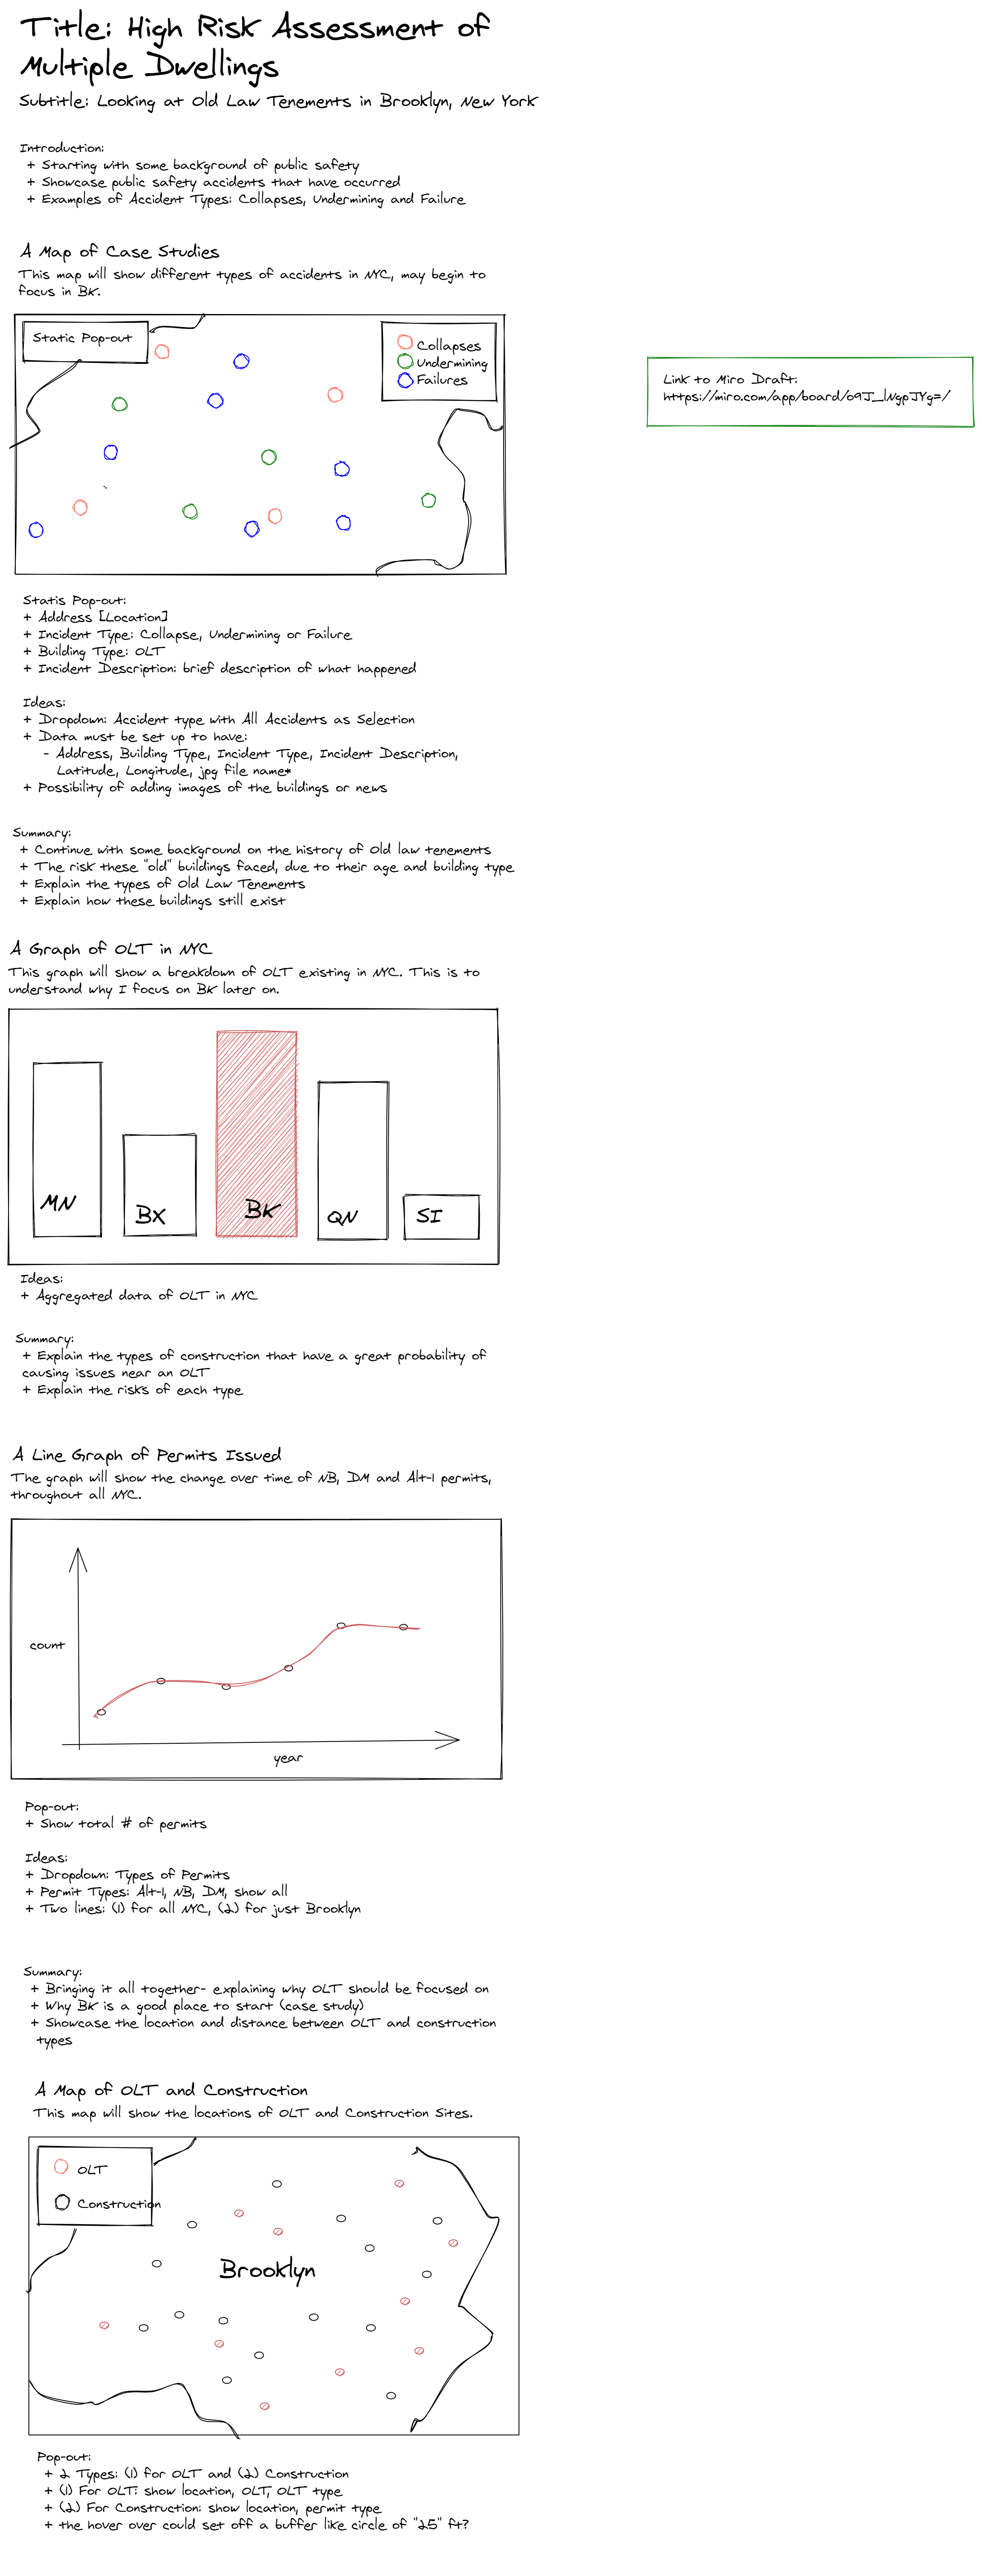 Title: High Risk Assessment of
Multiple Dwellings
Subtitle: Looking at Old Law Tenements in Brooklyn, New York
Introduction:
+ Starting with some background of public safety
+ Showcase public safety accidents that have occurred
+ Examples of Accident Types: Collapses, Undermining and Failure
A Map of Case Studies
This map will show different types of accidents in NYC, may begin to
focus in BK.
Static Pop-out
Collapses
Undermining
Failures
Link to Miro Draft:
https://miro.com/app/board/o9J_lNgpJYg=/
Statis Pop-out:
+ Address [Location]
+ Incident Type: Collapse, Undermining or Failure
+ Building Type: OLT
+ Incident Description: brief description of what happened
Ideas:
+ Dropdown: Accident type with All Accidents as Selection
+ Data must be set up to have:
- Address, Building Type, Incident Type, Incident Description,
Latitude, Longitude, jpg file name*
+ Possibility of adding images of the buildings or news
Summary:
+ Continue with some background on the history of Old law tenements
+ The risk these "old" buildings faced, due to their age and building type
+ Explain the types of Old Law Tenements
+ Explain how these buildings still exist
A Graph of OLT in NYC
This graph will show a breakdown of OLT existing in NYC. This is to
understand why I focus on BK later on.
MN
BX
BK
QN
SI
Ideas:
+ Aggregated data of OLT in NYC
Summary:
+ Explain the types of construction that have a great probability of
causing issues near an OLT
+ Explain the risks of each type
A Line Graph of Permits Issued
The graph will show the change over time of NB, DM and Alt-1 permits,
throughout all NYC.
count
year
Pop-out:
+ Show total # of permits
Ideas:
+ Dropdown: Types of Permits
+ Permit Types: Alt-1, NB, DM, show all
+ Two lines: (1) for all NYC, (2) for just Brooklyn
Summary:
+ Bringing it all together- explaining why OLT should be focused on
+ Why BK is a good place to start (case study)
+ Showcase the location and distance between OLT and construction
types
A Map of OLT and Construction
This map will show the locations of OLT and Construction Sites.
OLT
Construction
Brooklyn
Pop-out:
+ 2 Types: (1) for OLT and (2) Construction
+ (1) For OLT: show location, OLT, OLT type
+ (2) For Construction: show location, permit type
+ the hover over could set off a buffer like circle of "25" ft?